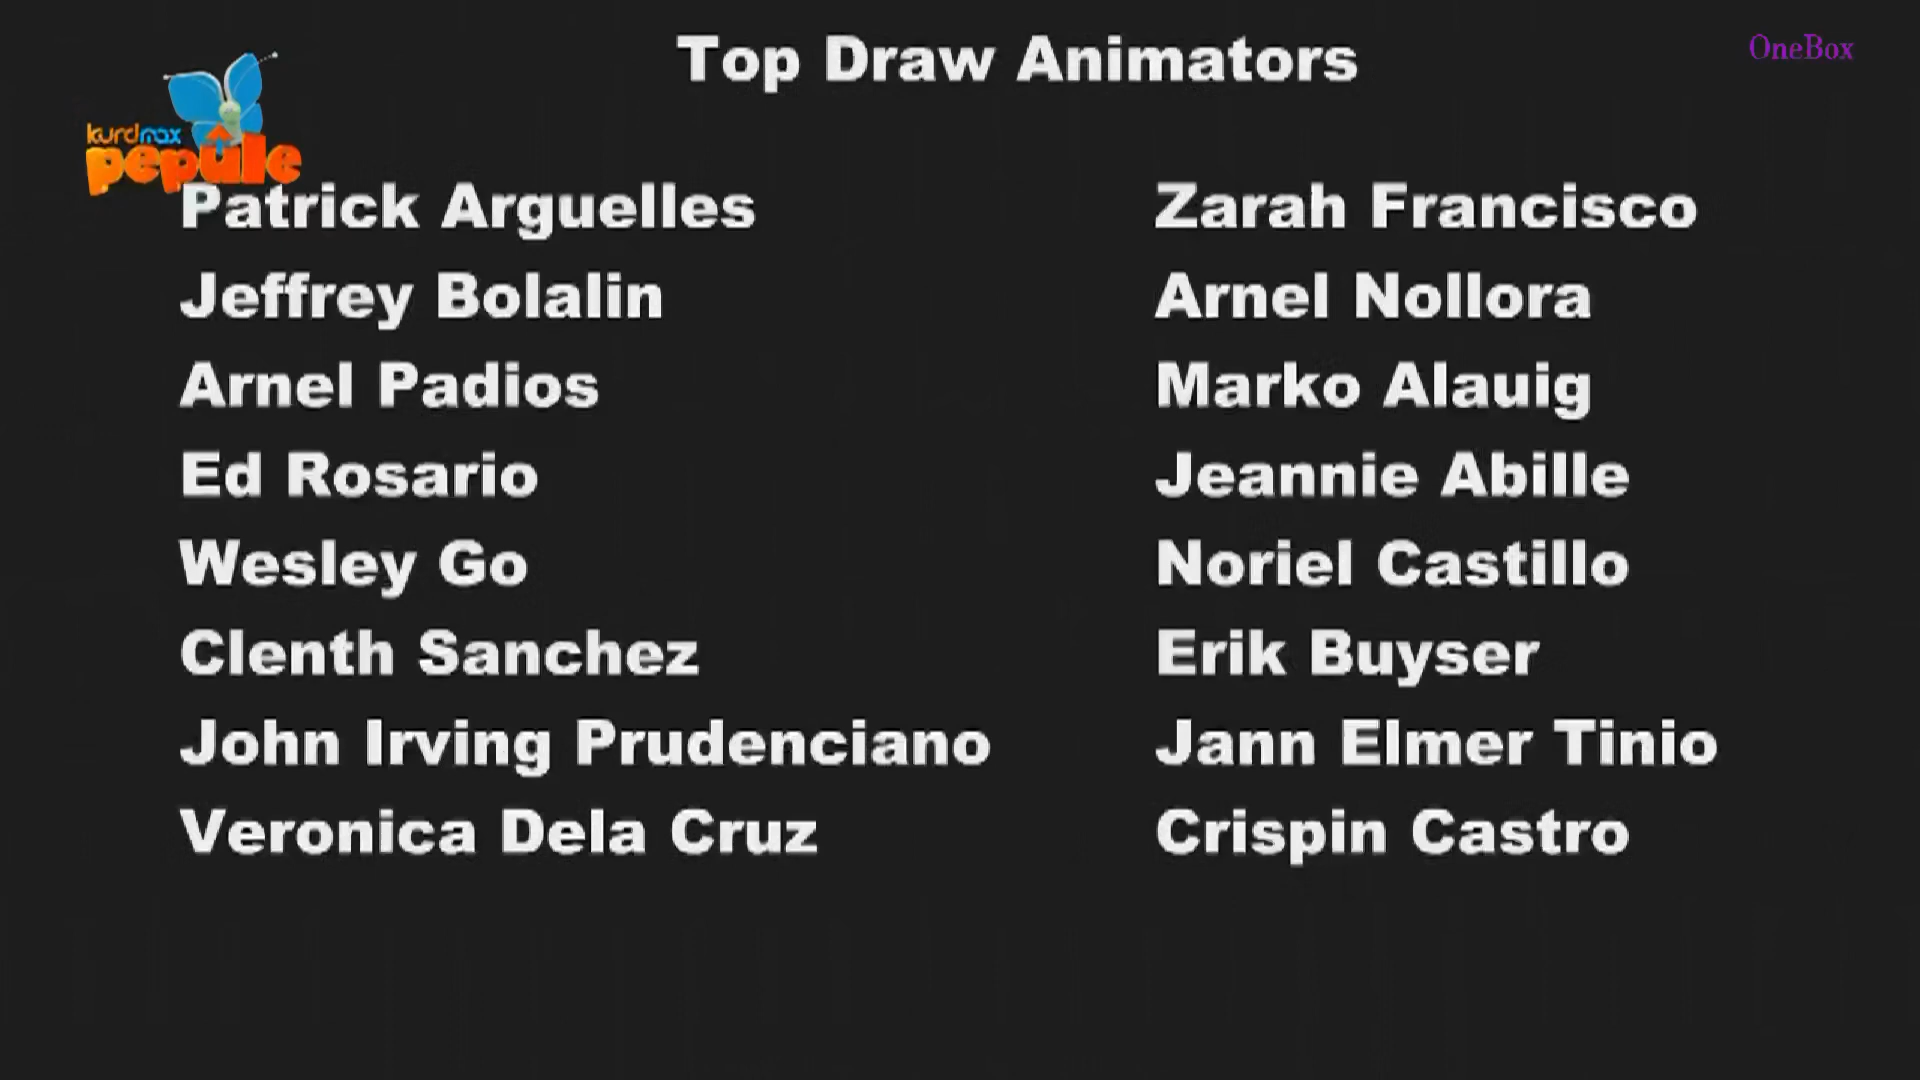 Top Draw Animators
OneBox
kurdmax
pepûle
Patrick Arguelles
Zarah Francisco
Jeffrey Bolalin
Arnel Nollora
Arnel Padios
Marko Alauig
Ed Rosario
Jeannie Abille
Wesley Go
Noriel Castillo
Clenth Sanchez
Erik Buyser
John Irving Prudenciano
Jann Elmer Tinio
Veronica Dela Cruz
Crispin Castro